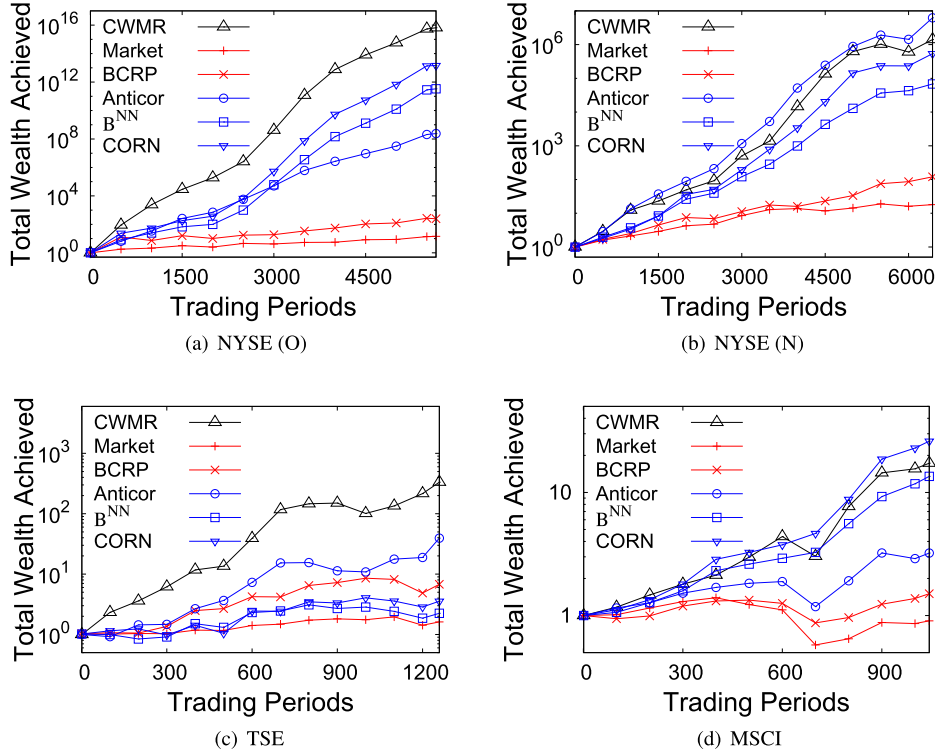 Total Wealth Achieved
10^16
10^12
10^8
10^4
10^0
CWMR
Market
BCRP
Anticor
B^NN
CORN
0 1500 3000 4500
Trading Periods
(a) NYSE (O)
Total Wealth Achieved
10^6
10^3
10^0
CWMR
Market
BCRP
Anticor
B^NN
CORN
0 1500 3000 4500 6000
Trading Periods
(b) NYSE (N)
Total Wealth Achieved
10^3
10^2
10^1
10^0
CWMR
Market
BCRP
Anticor
B^NN
CORN
0 300 600 900 1200
Trading Periods
(c) TSE
Total Wealth Achieved
10
1
CWMR
Market
BCRP
Anticor
B^NN
CORN
0 300 600 900
Trading Periods
(d) MSCI